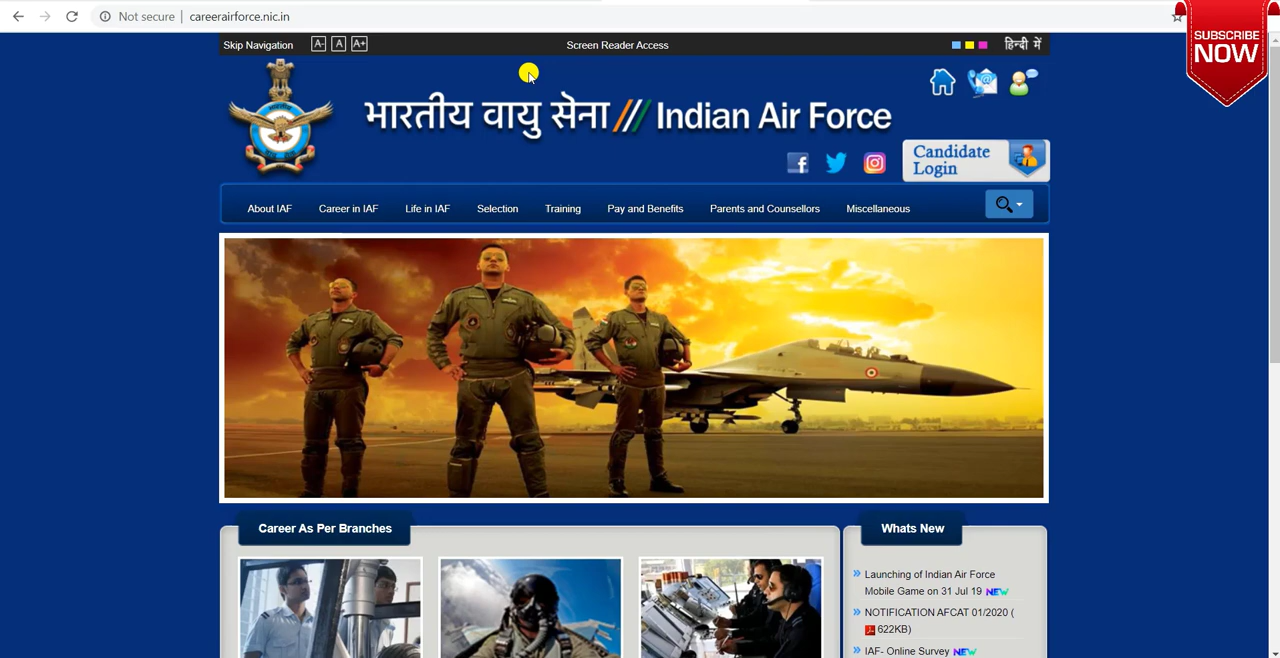 Not secure | careerairforce.nic.in
SUBSCRIBE
NOW
Skip Navigation A- A A+ Screen Reader Access हिन्दी में
भारतीय वायु सेना /// Indian Air Force
Candidate
Login
About IAF Career in IAF Life in IAF Selection Training Pay and Benefits Parents and Counsellors Miscellaneous
Career As Per Branches
Whats New
Launching of Indian Air Force
Mobile Game on 31 Jul 19 NEW
NOTIFICATION AFCAT 01/2020 (
622KB)
IAF- Online Survey NEW